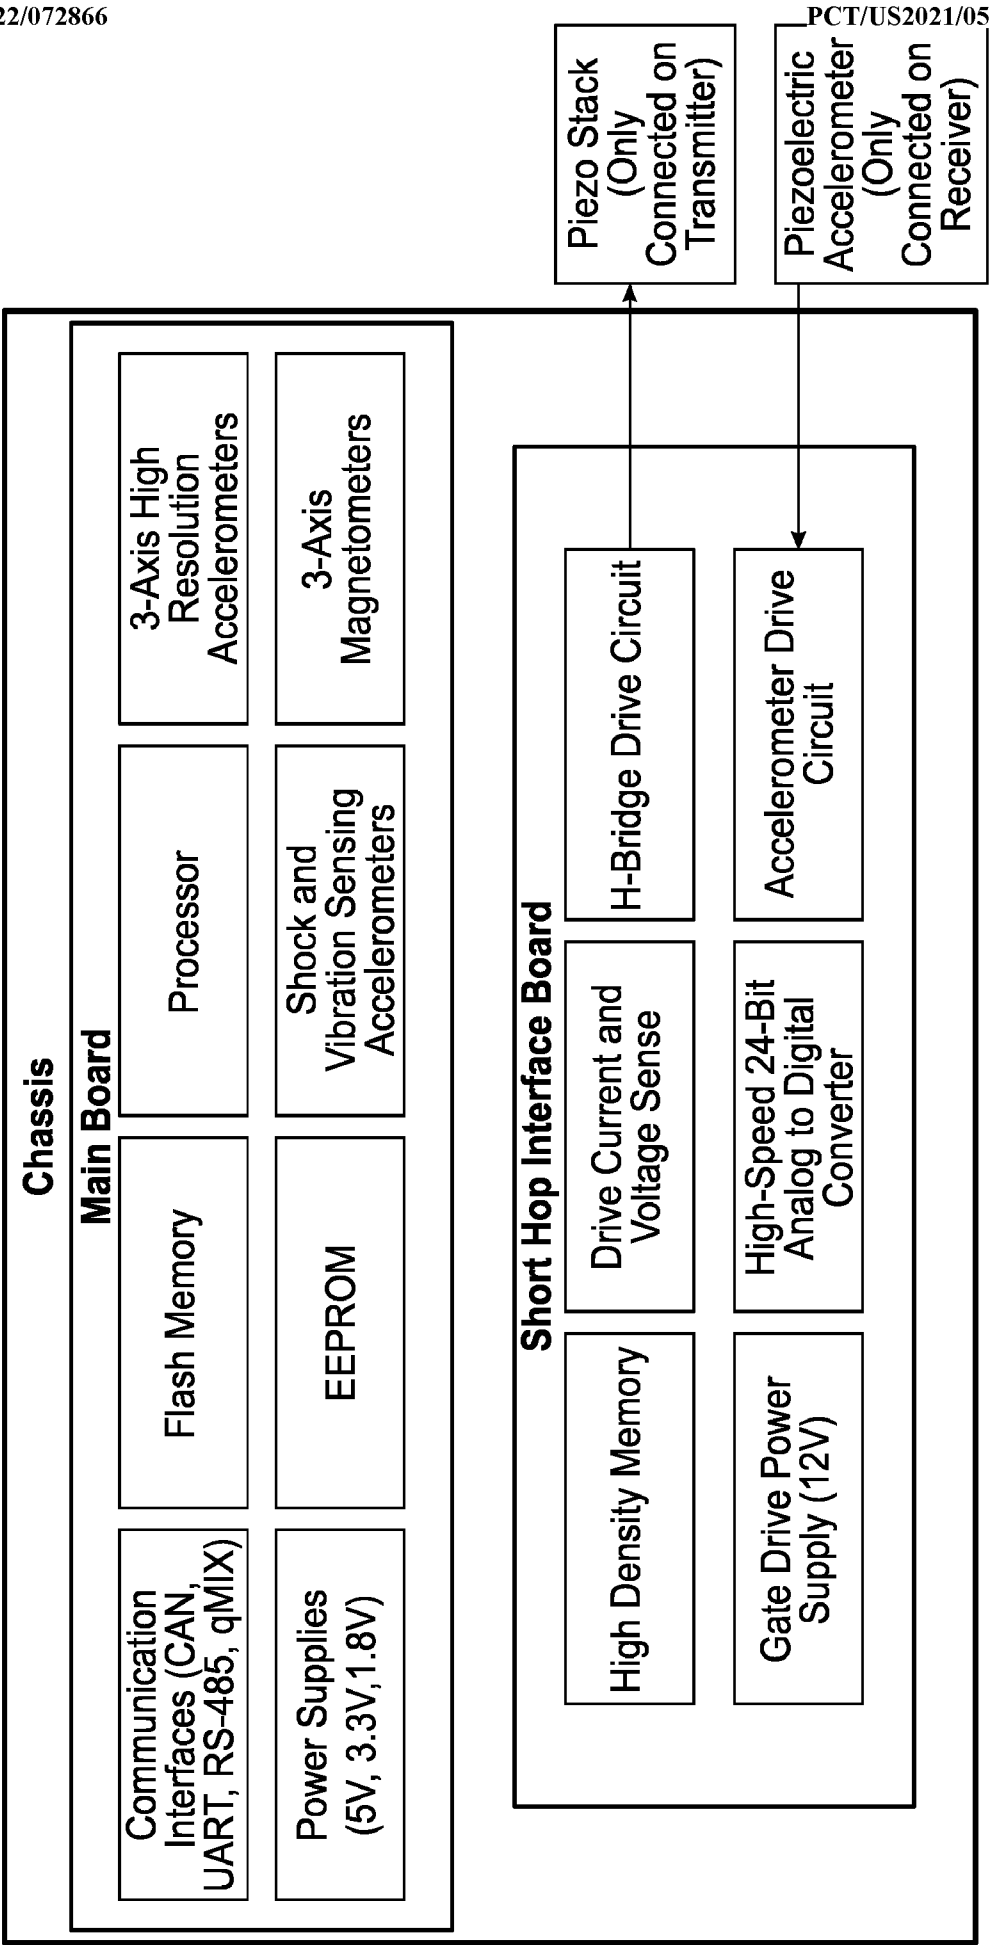 22/072866
PCT/US2021/05
Chassis
Main Board
Communication
Interfaces (CAN,
UART, RS-485, qMIX)
Flash Memory
Processor
3-Axis High
Resolution
Accelerometers
Power Supplies
(5V, 3.3V,1.8V)
EEPROM
Shock and
Vibration Sensing
Accelerometers
3-Axis
Magnetometers
Short Hop Interface Board
High Density Memory
Drive Current and
Voltage Sense
H-Bridge Drive Circuit
Gate Drive Power
Supply (12V)
High-Speed 24-Bit
Analog to Digital
Converter
Accelerometer Drive
Circuit
Piezo Stack
(Only
Connected on
Transmitter)
Piezoelectric
Accelerometer
(Only
Connected on
Receiver)